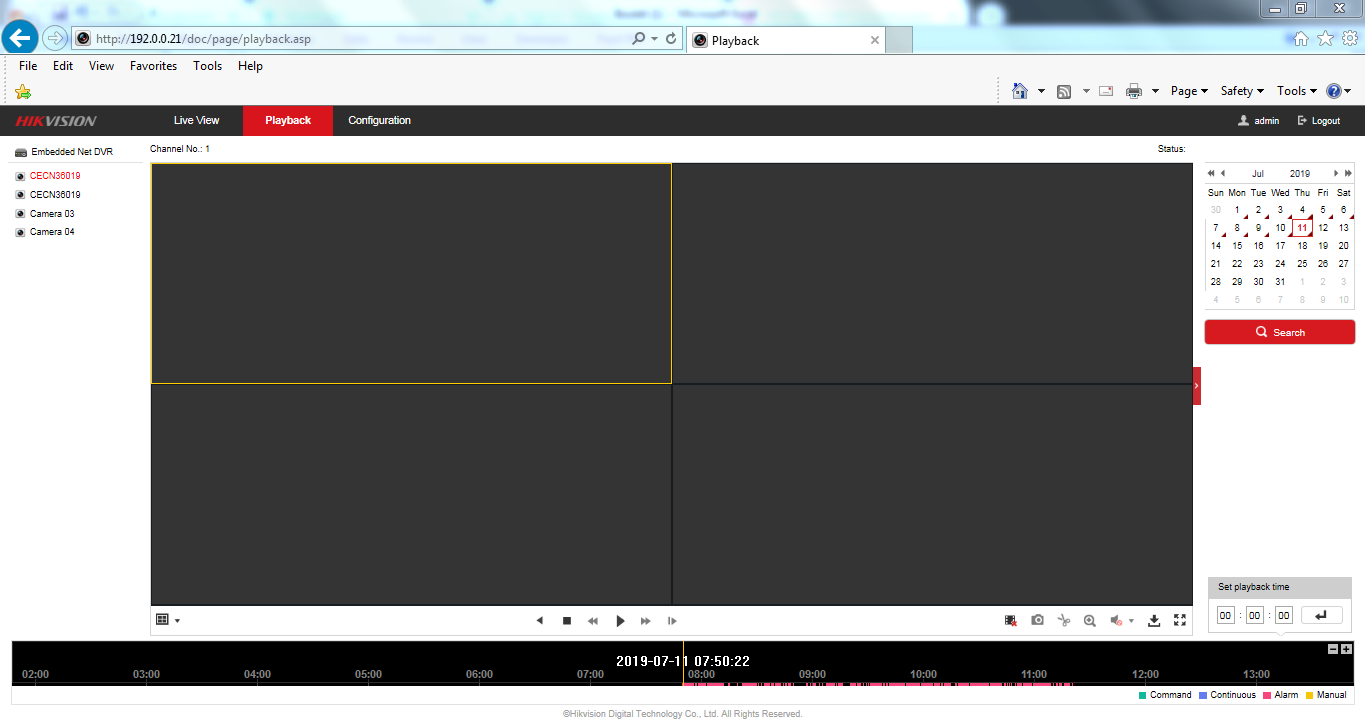 http://192.0.0.21/doc/page/playback.asp
Playback
File Edit View Favorites Tools Help
Page Safety Tools
HIKVISION Live View Playback Configuration admin Logout
Embedded Net DVR
CECN36019
CECN36019
Camera 03
Camera 04
Channel No.: 1 Status:
Jul 2019
Sun Mon Tue Wed Thu Fri Sat
30 1 2 3 4 5 6
7 8 9 10 11 12 13
14 15 16 17 18 19 20
21 22 23 24 25 26 27
28 29 30 31 1 2 3
4 5 6 7 8 9 10
Search
Set playback time
00 : 00 : 00
2019-07-11 07:50:22
02:00 03:00 04:00 05:00 06:00 07:00 08:00 09:00 10:00 11:00 12:00 13:00
Command Continuous Alarm Manual
©Hikvision Digital Technology Co., Ltd. All Rights Reserved.